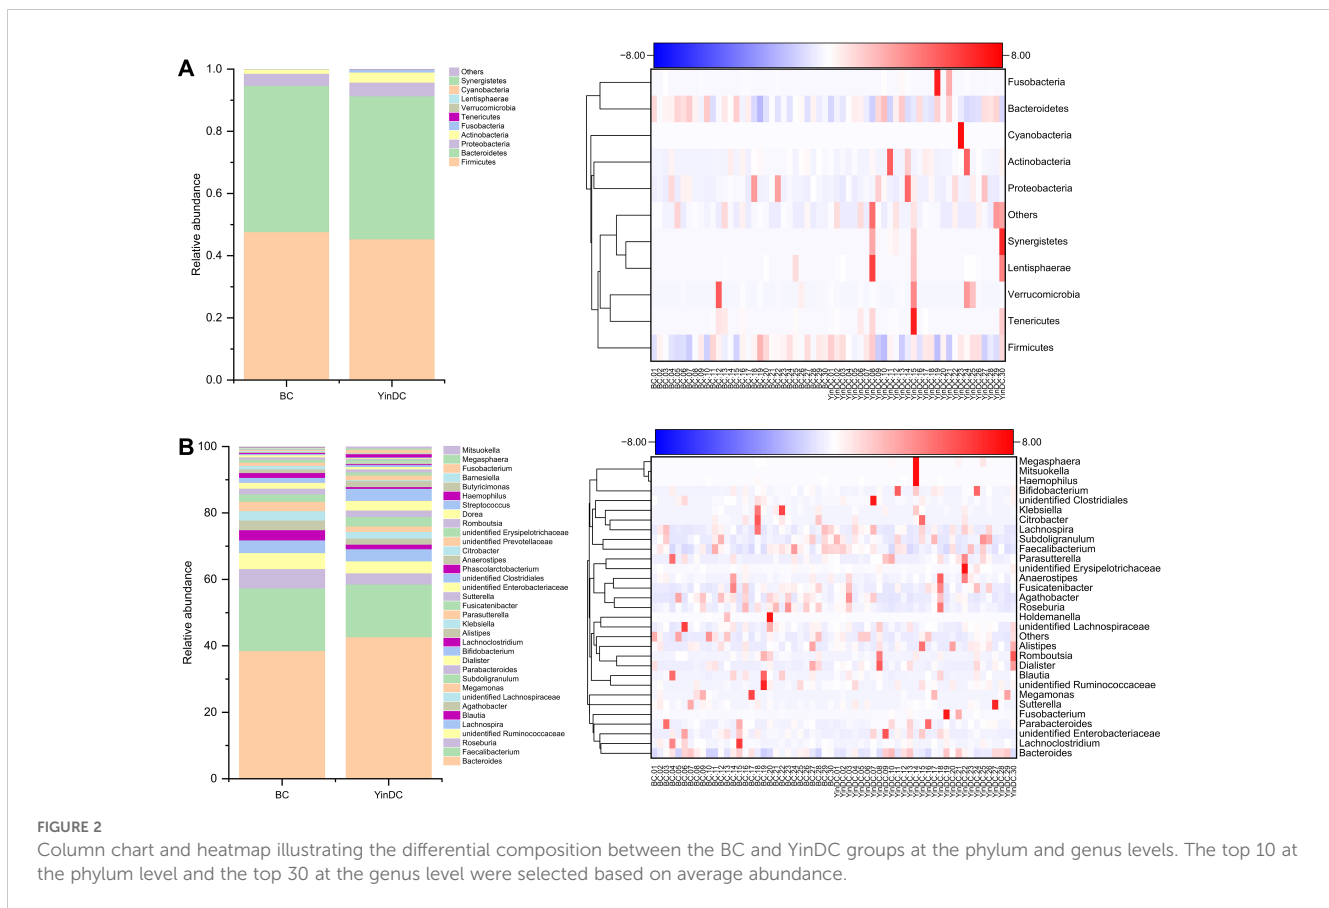 A
Relative abundance
1.0
0.8
0.6
0.4
0.2
0.0
BC
YinDC
Others
Synergistetes
Cyanobacteria
Lentisphaerae
Verrucomicrobia
Tenericutes
Fusobacteria
Actinobacteria
Proteobacteria
Bacteroidetes
Firmicutes
−8.00
8.00
Fusobacteria
Bacteroidetes
Cyanobacteria
Actinobacteria
Proteobacteria
Others
Synergistetes
Lentisphaerae
Verrucomicrobia
Tenericutes
Firmicutes
B
Relative abundance
100
80
60
40
20
0
BC
YinDC
Mitsuokella
Megasphaera
Fusobacterium
Barnesiella
Butyricimonas
Haemophilus
Streptococcus
Dorea
Romboutsia
unidentified Erysipelotrichaceae
unidentified Prevotellaceae
Citrobacter
Anaerostipes
Phascolarctobacterium
unidentified Clostridiales
unidentified Enterobacteriaceae
Sutterella
Fusicatenibacter
Parasutterella
Klebsiella
Alistipes
Lachnoclostridium
Bifidobacterium
Dialister
Parabacteroides
Subdoligranulum
Megamonas
unidentified Lachnospiraceae
Agathobacter
Blautia
Lachnospira
unidentified Ruminococcaceae
Roseburia
Faecalibacterium
Bacteroides
−8.00
8.00
Megasphaera
Mitsuokella
Haemophilus
Bifidobacterium
unidentified Clostridiales
Klebsiella
Citrobacter
Lachnospira
Subdoligranulum
Faecalibacterium
Parasutterella
unidentified Erysipelotrichaceae
Anaerostipes
Fusicatenibacter
Agathobacter
Roseburia
Holdemanella
unidentified Lachnospiraceae
Others
Alistipes
Romboutsia
Dialister
Blautia
unidentified Ruminococcaceae
Megamonas
Sutterella
Fusobacterium
Parabacteroides
unidentified Enterobacteriaceae
Lachnoclostridium
Bacteroides
FIGURE 2
Column chart and heatmap illustrating the differential composition between the BC and YinDC groups at the phylum and genus levels. The top 10 at
the phylum level and the top 30 at the genus level were selected based on average abundance.